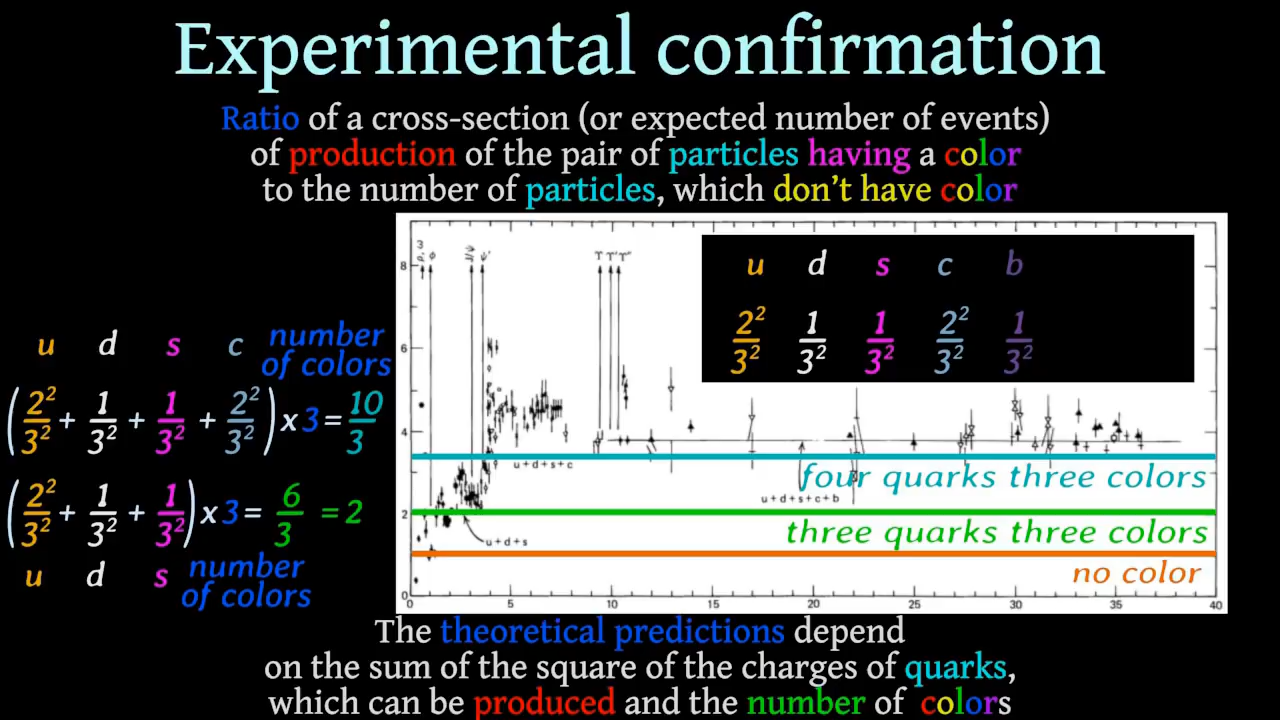 Experimental confirmation
Ratio of a cross-section (or expected number of events)
of production of the pair of particles having a color
to the number of particles, which don't have color
u d s c number of colors
(2²/3² + 1/3² + 1/3² + 2²/3²) x 3 = 10/3
(2²/3² + 1/3² + 1/3²) x 3 = 6/3 = 2
u d s number of colors
φ J/ψ ψ' Υ Υ' Υ''
u d s c b
2²/3² 1/3² 1/3² 2²/3² 1/3²
8
6
4
2
0
u+d+s+c
four quarks three colors
u+d+s+c+b
three quarks three colors
u+d+s
no color
0 5 10 15 20 25 30 35 40
The theoretical predictions depend
on the sum of the square of the charges of quarks,
which can be produced and the number of colors